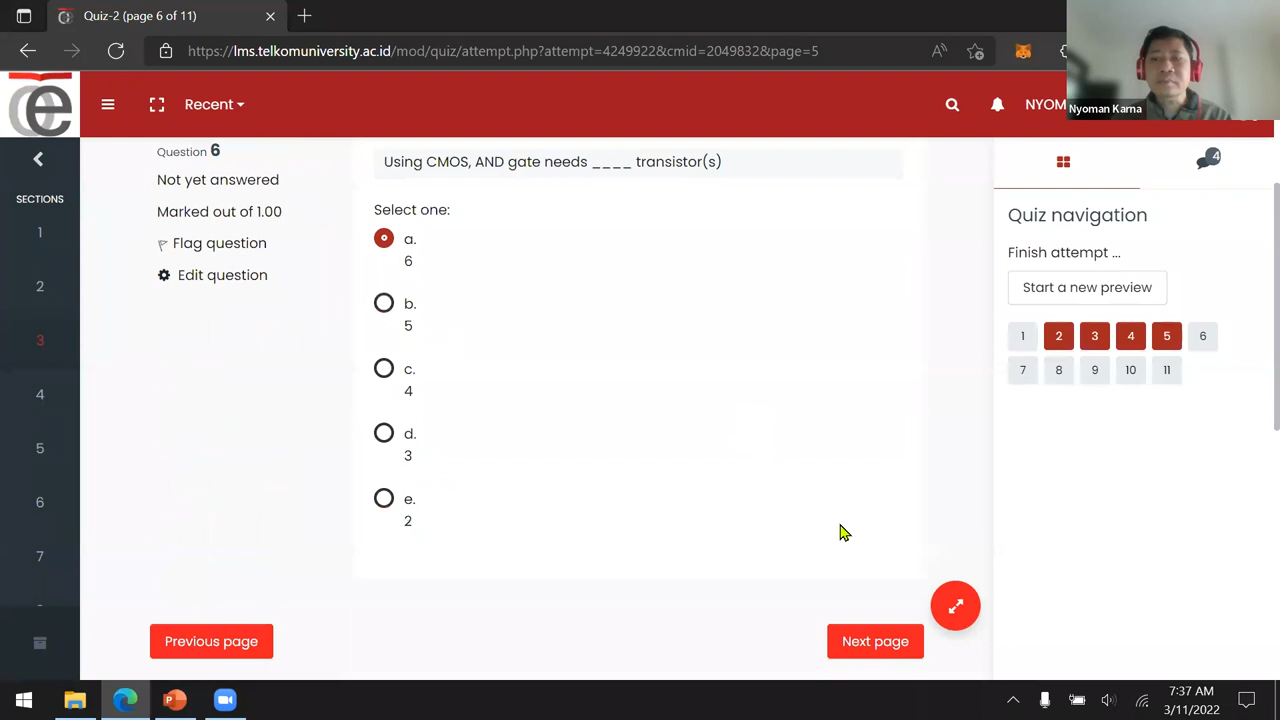 Quiz-2 (page 6 of 11)
https://lms.telkomuniversity.ac.id/mod/quiz/attempt.php?attempt=4249922&cmid=2049832&page=5
Nyoman Karna
e
Recent
NYOM
SECTIONS
1
2
3
4
5
6
7
Question 6
Not yet answered
Marked out of 1.00
Flag question
Edit question
Using CMOS, AND gate needs ____ transistor(s)
Select one:
a.
6
b.
5
c.
4
d.
3
e.
2
Previous page
Next page
4
Quiz navigation
Finish attempt ...
Start a new preview
1 2 3 4 5 6
7 8 9 10 11
7:37 AM
3/11/2022